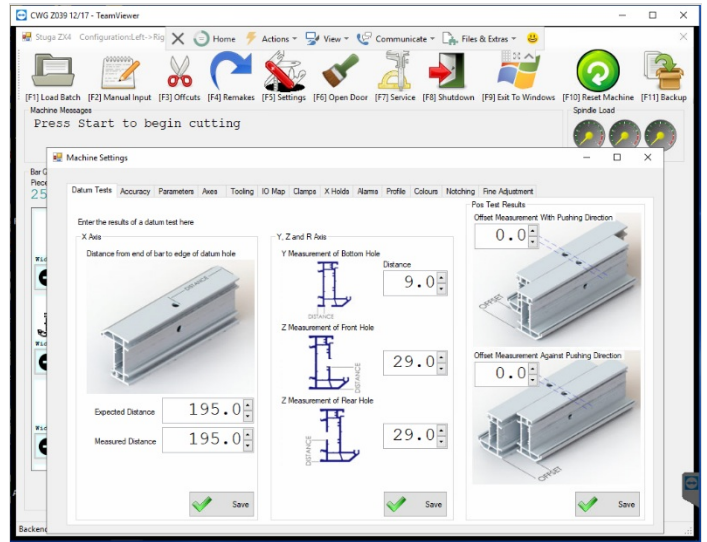 CWG Z039 12/17 - TeamViewer
Stuga ZX4 Configuration:Left->Rig
Home Actions View Communicate Files & Extras
[F1] Load Batch [F2] Manual Input [F3] Offcuts [F4] Remakes [F5] Settings [F6] Open Door [F7] Service [F8] Shutdown [F9] Exit To Windows [F10] Reset Machine [F11] Backup
Machine Messages
Spindle Load
Press Start to begin cutting
Machine Settings
Bar
Piece
25
Datum Tests Accuracy Parameters Axes Tooling IO Map Clamps X Holds Alarms Profile Colours Notching Fine Adjustment
Enter the results of a datum test here
X Axis
Distance from end of bar to edge of datum hole
DISTANCE
Expected Distance 195.0
Measured Distance 195.0
Save
Y, Z and R Axis
Y Measurement of Bottom Hole
Distance
9.0
DISTANCE
Z Measurement of Front Hole
29.0
DISTANCE
Z Measurement of Rear Hole
29.0
DISTANCE
Save
Pos Test Results
Offset Measurement With Pushing Direction
0.0
OFFSET
Offset Measurement Against Pushing Direction
0.0
OFFSET
Save
Backend